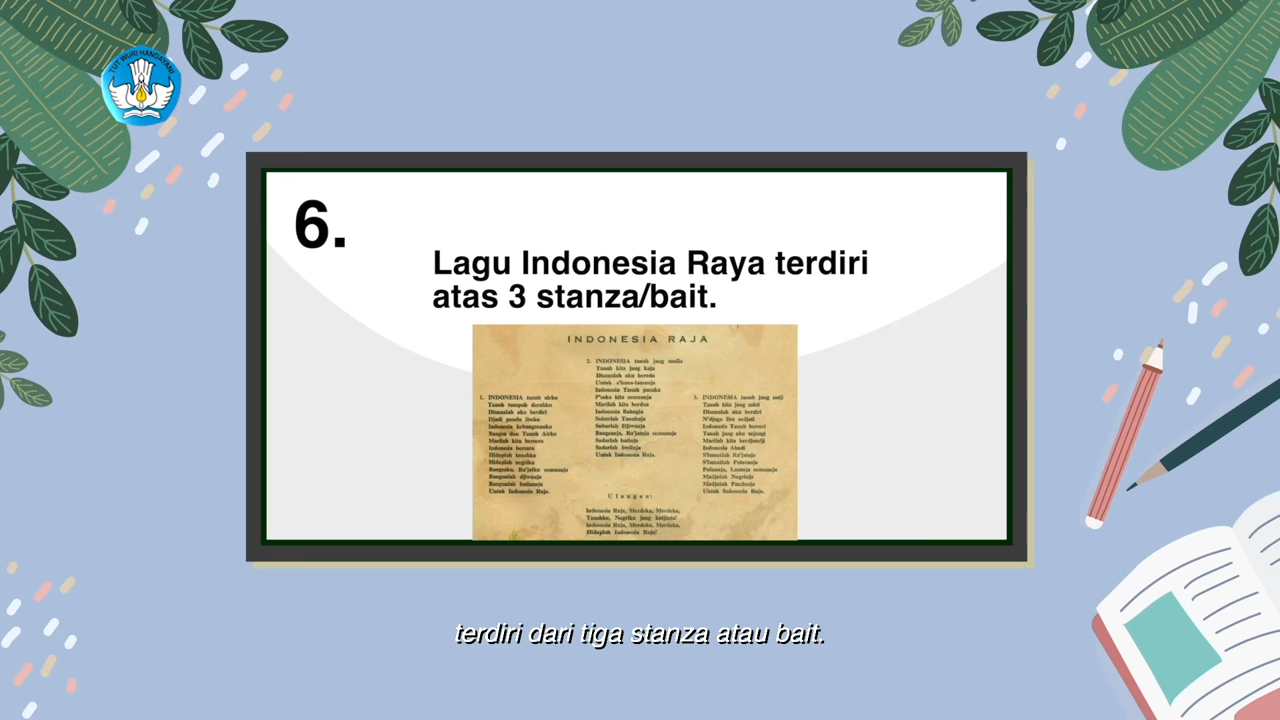 TUT WURI HANDAYANI
6.
Lagu Indonesia Raya terdiri
atas 3 stanza/bait.
INDONESIA RAJA
2. INDONESIA tanah jang mulia
Tanah kita jang kaja
Disanalah aku berada
Untuk s'lama-lamanja
Indonesia Tanah pusaka
P'saka kita semuanja
Marilah kita berdoa
Indonesia Bahagia
Suburlah Tanahnja
Suburlah Djiwanja
Bangsanja, Ra'jatnja semuanja
Sadarlah hatinja
Sadarlah budinja
Untuk Indonesia Raja.
1. INDONESIA tanah airku
Tanah tumpah darahku
Disanalah aku berdiri
Djadi pandu ibuku
Indonesia kebangsaanku
Bangsa dan Tanah Airku
Marilah kita berseru
Indonesia bersatu
Hiduplah tanahku
Hiduplah negriku
Bangsaku, Ra'jatku semuanja
Bangunlah djiwanja
Bangunlah badannja
Untuk Indonesia Raja.
3. INDONESIA tanah jang sutji
Tanah kita jang sakti
Disanalah aku berdiri
N'djaga Ibu sedjati
Indonesia Tanah berseri
Tanah jang aku sajangi
Marilah kita berdjandji
Indonesia Abadi
S'lamatlah Ra'jatnja
S'lamatlah Puteranja
Pulaunja, Lautnja semuanja
Madjulah Negrinja
Madjulah Pandunja
Untuk Indonesia Raja.
Ulangan:
Indonesia Raja, Merdeka, Merdeka,
Tanahku, Negriku jang kutjinta!
Indonesia Raja, Merdeka, Merdeka,
Hiduplah Indonesia Raja!
terdiri dari tiga stanza atau bait.